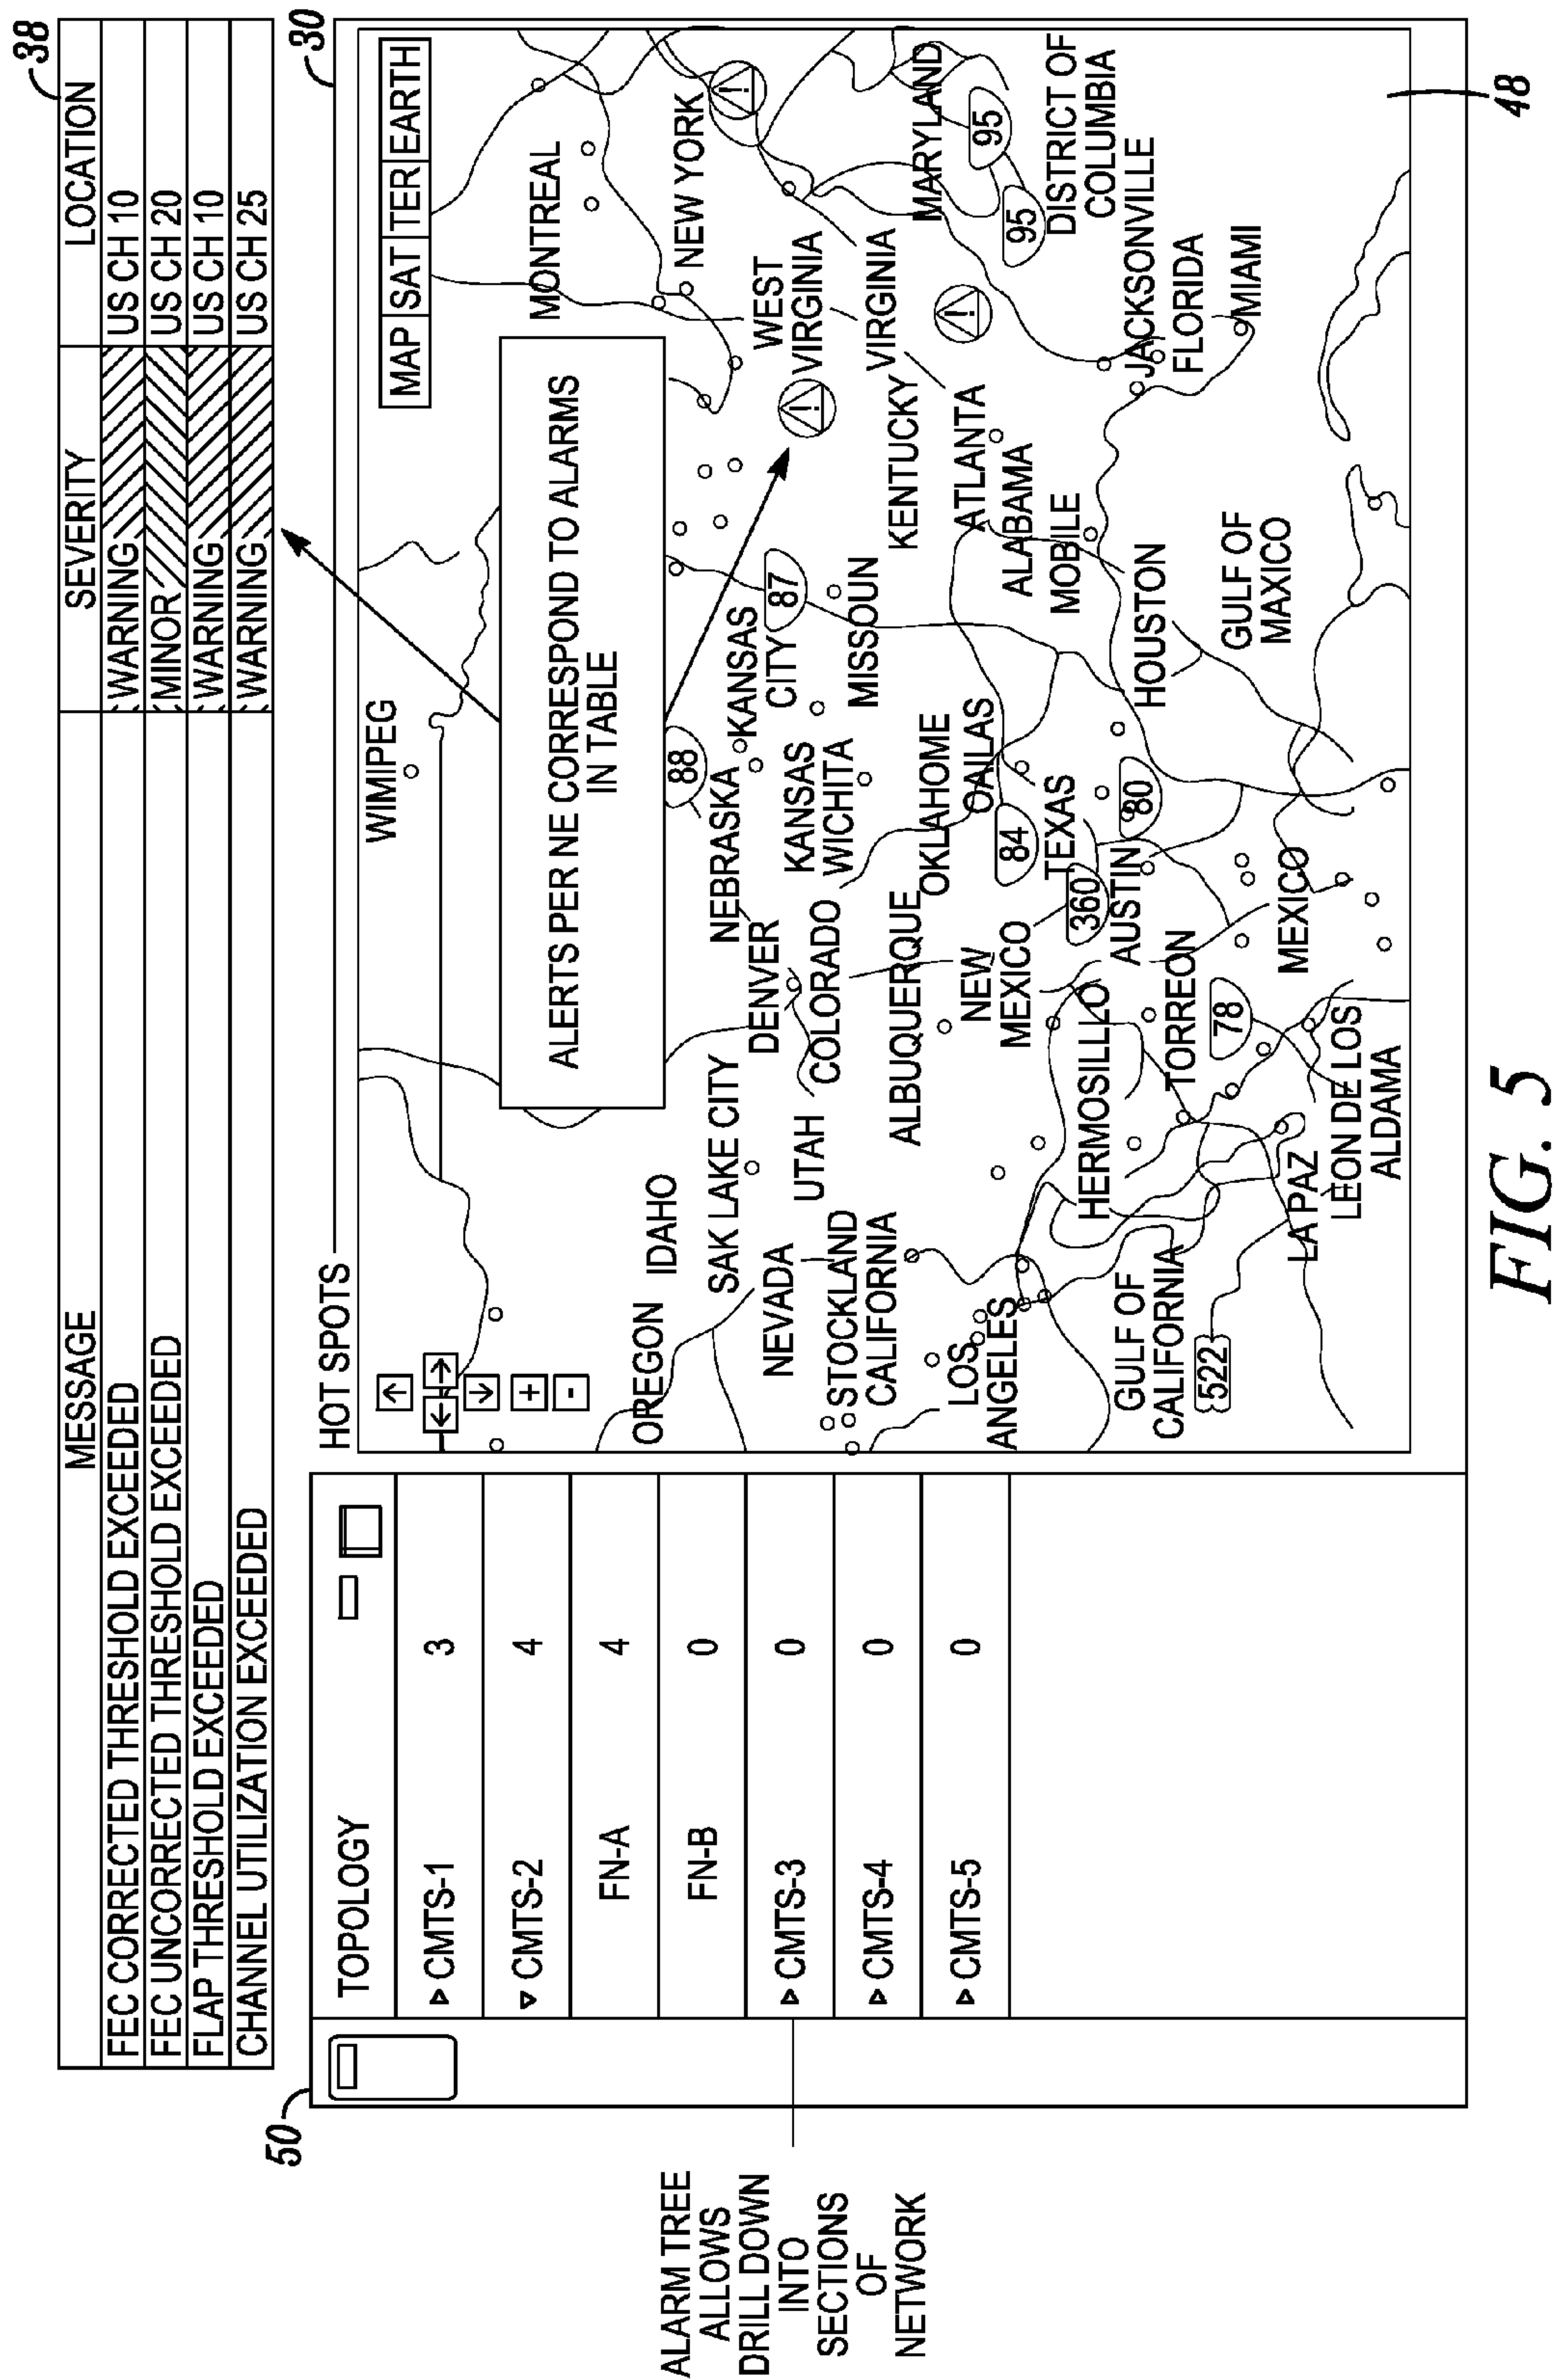 38
MESSAGE SEVERITY LOCATION
FEC CORRECTED THRESHOLD EXCEEDED WARNING US CH 10
FEC UNCORRECTED THRESHOLD EXCEEDED MINOR US CH 20
FLAP THRESHOLD EXCEEDED WARNING US CH 10
CHANNEL UTILIZATION EXCEEDED WARNING US CH 25
50
30
TOPOLOGY
CMTS-1 3
CMTS-2 4
FN-A 4
FN-B 0
CMTS-3 0
CMTS-4 0
CMTS-5 0
ALARM TREE
ALLOWS
DRILL DOWN
INTO
SECTIONS
OF
NETWORK
HOT SPOTS
MAP SAT TER EARTH
+
-
WIMIPEG
MONTREAL
ALERTS PER NE CORRESPOND TO ALARMS
IN TABLE
OREGON
IDAHO
NEW YORK
88
SAK LAKE CITY
NEBRASKA
KANSAS
CITY
87
WEST
VIRGINIA
!
!
!
NEVADA
UTAH
DENVER
COLORADO
KANSAS
WICHITA
MISSOUN
STOCKLAND
CALIFORNIA
ALBUQUERQUE
OKLAHOME
KENTUCKY
VIRGINIA
MARYLAND
95
95
LOS
ANGELES
NEW
MEXICO
OAILAS
84
ATLANTA
ALABAMA
DISTRICT OF
COLUMBIA
HERMOSILLO
360
TEXAS
MOBILE
GULF OF
CALIFORNIA
AUSTIN
80
HOUSTON
JACKSONVILLE
FLORIDA
MIAMI
522
TORREON
78
GULF OF
MAXICO
LA PAZ
MEXICO
LEON DE LOS
ALDAMA
48
FIG. 5